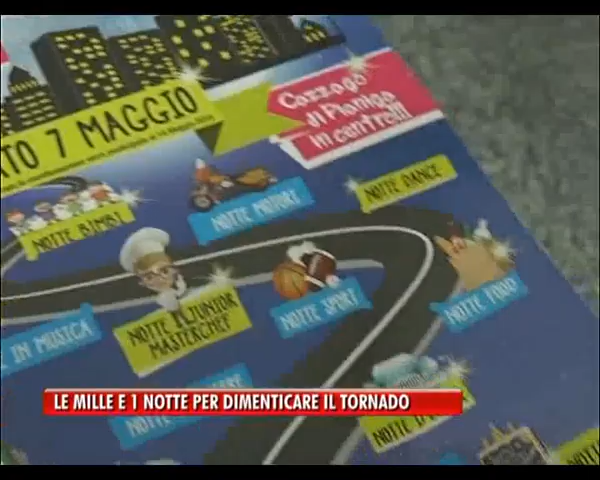 ATO 7 MAGGIO
Cazzago
di Pianiga
in centro!!!
NOTTE DANCE
NOTTE MOTORI
NOTTE BIMBI
NOTTE FOOD
NOTTE SPORT
NOTTE JUNIOR
MASTERCHEF
IN MUSICA
NOTTE
NOTTE
LE MILLE E 1 NOTTE PER DIMENTICARE IL TORNADO